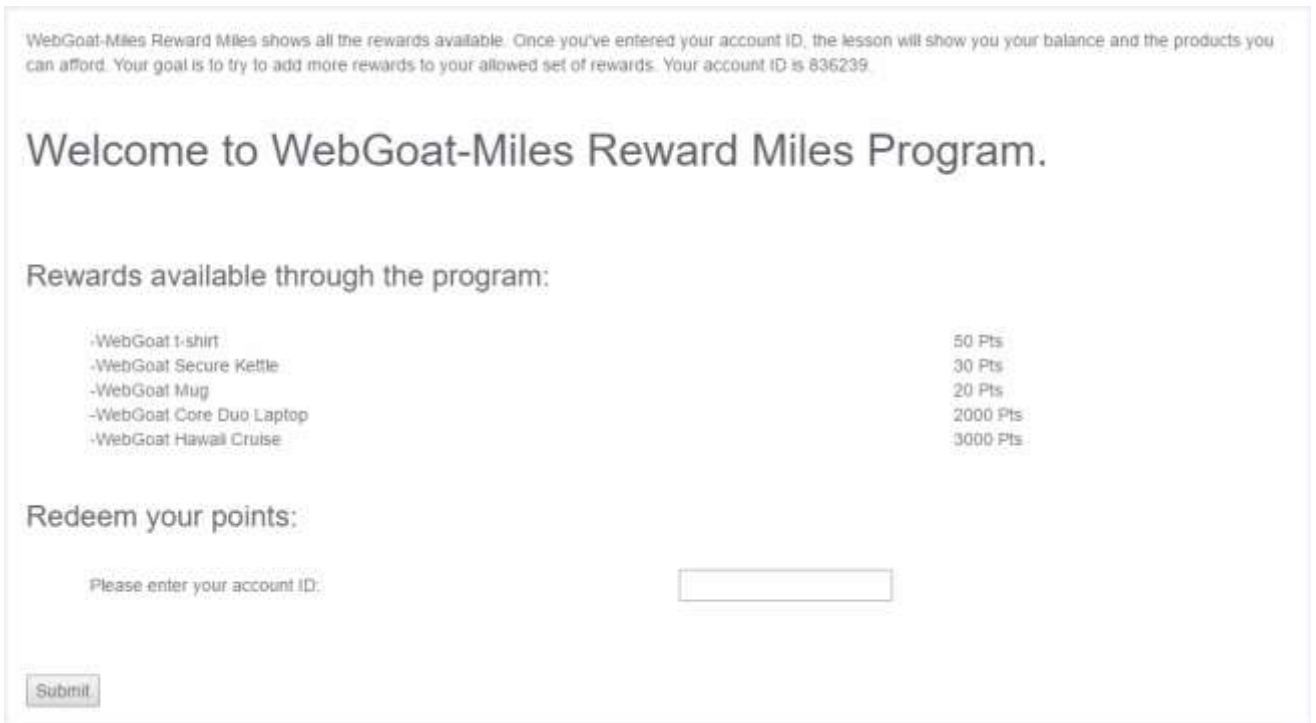 WebGoat-Miles Reward Miles shows all the rewards available. Once you've entered your account ID, the lesson will show you your balance and the products you
can afford. Your goal is to try to add more rewards to your allowed set of rewards. Your account ID is 836239.
Welcome to WebGoat-Miles Reward Miles Program.
Rewards available through the program:
-WebGoat t-shirt 50 Pts
-WebGoat Secure Kettle 30 Pts
-WebGoat Mug 20 Pts
-WebGoat Core Duo Laptop 2000 Pts
-WebGoat Hawaii Cruise 3000 Pts
Redeem your points:
Please enter your account ID:
Submit